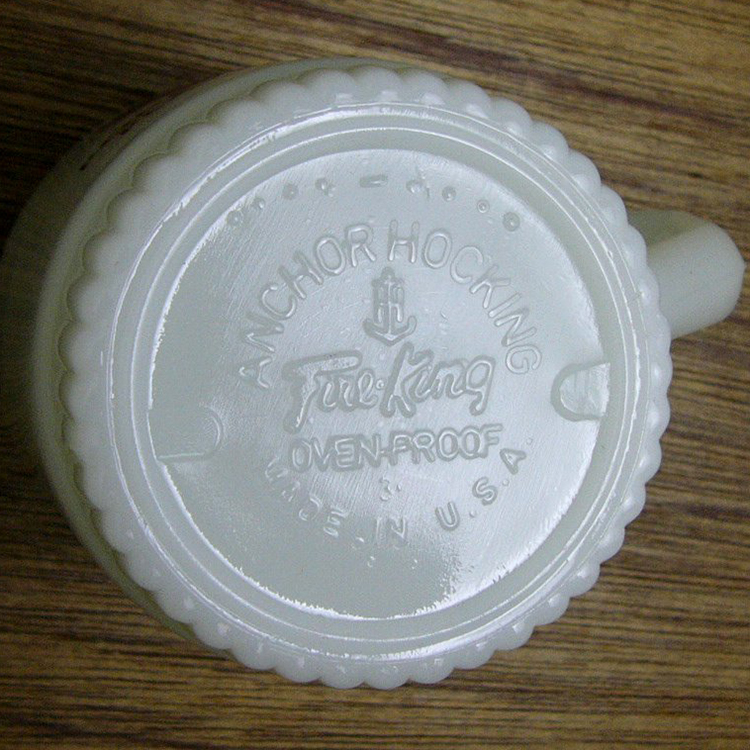 ANCHOR HOCKING
Fire-King
OVEN-PROOF
3.
MADE IN U.S.A.